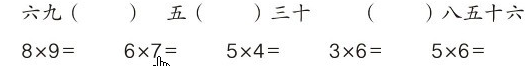 六九（ ） 五（ ）三十 （ ）八五十六
8×9= 6×7= 5×4= 3×6= 5×6=